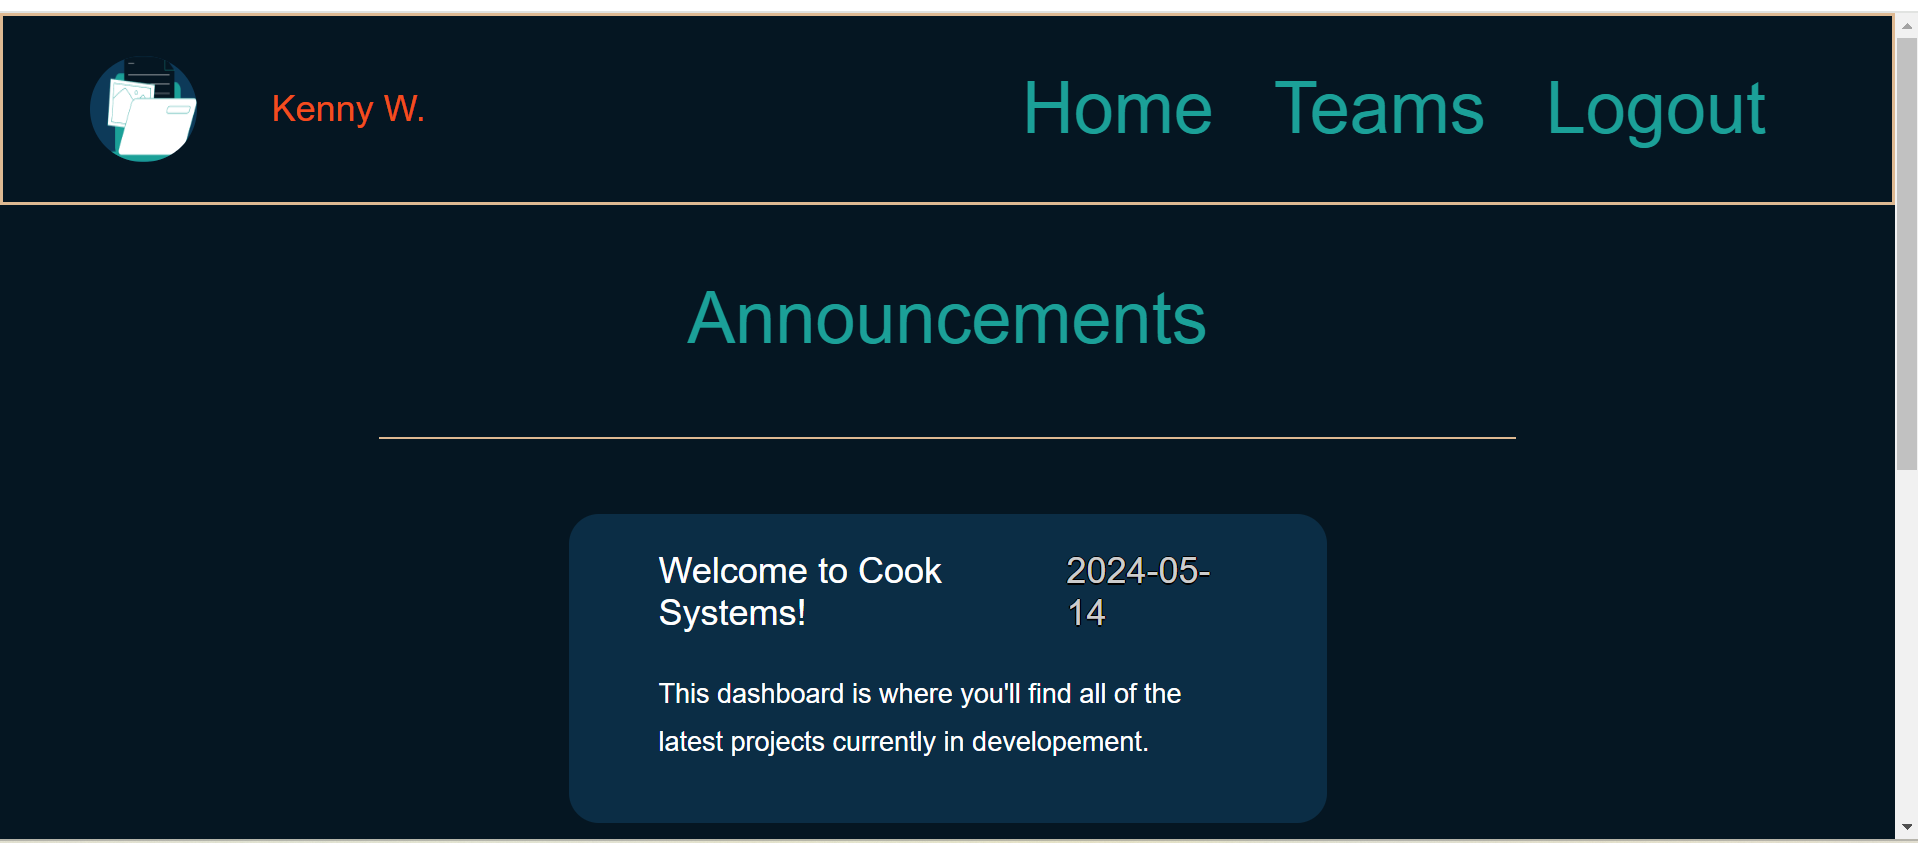 Kenny W.
Home Teams Logout
Announcements
Welcome to Cook
Systems!
2024-05-
14
This dashboard is where you'll find all of the
latest projects currently in developement.